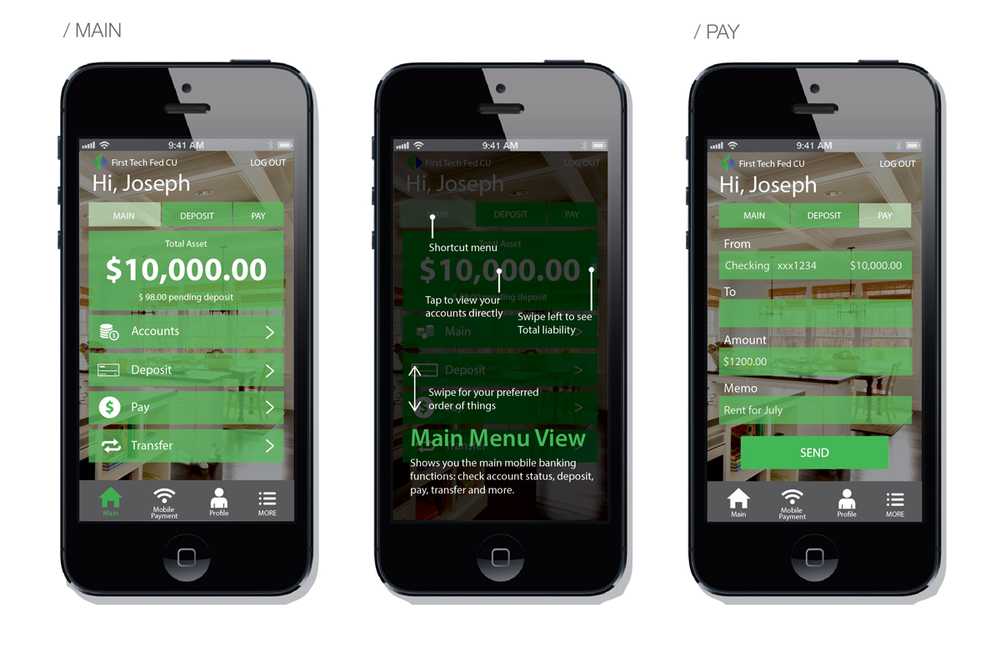 / MAIN
9:41 AM
First Tech Fed CU
LOG OUT
Hi, Joseph
MAIN
DEPOSIT
PAY
Total Asset
$10,000.00
$ 98.00 pending deposit
Accounts
Deposit
Pay
Transfer
Main
Mobile
Payment
Profile
MORE
9:41 AM
First Tech Fed CU
LOG OUT
Hi, Joseph
MAIN
DEPOSIT
PAY
Total Asset
Shortcut menu
$10,000.00
pending deposit
Tap to view your
accounts directly
Swipe left to see
Total liability
Main
Deposit
Swipe for your preferred
order of things
Main Menu View
Transfer
Shows you the main mobile banking
functions: check account status, deposit,
pay, transfer and more.
/ PAY
9:41 AM
First Tech Fed CU
LOG OUT
Hi, Joseph
MAIN
DEPOSIT
PAY
From
Checking xxx1234 $10,000.00
To
Amount
$1200.00
Memo
Rent for July
SEND
Main
Mobile
Payment
Profile
MORE